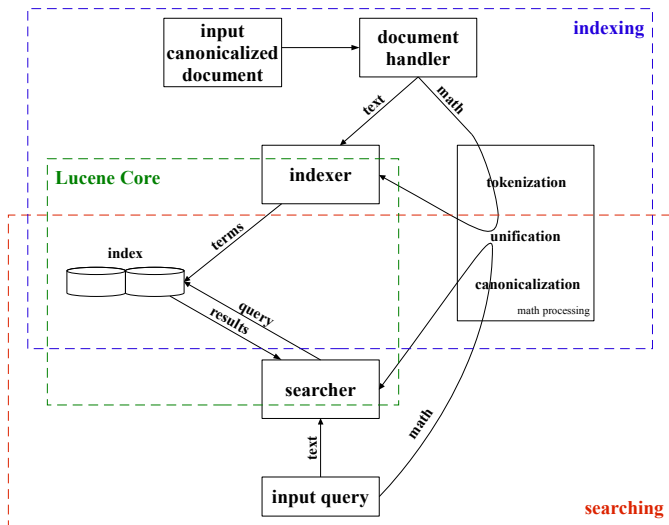 input
canonicalized
document
document
handler
indexing
text
math
Lucene Core
indexer
tokenization
terms
unification
index
canonicalization
math processing
query
results
searcher
math
text
input query
searching